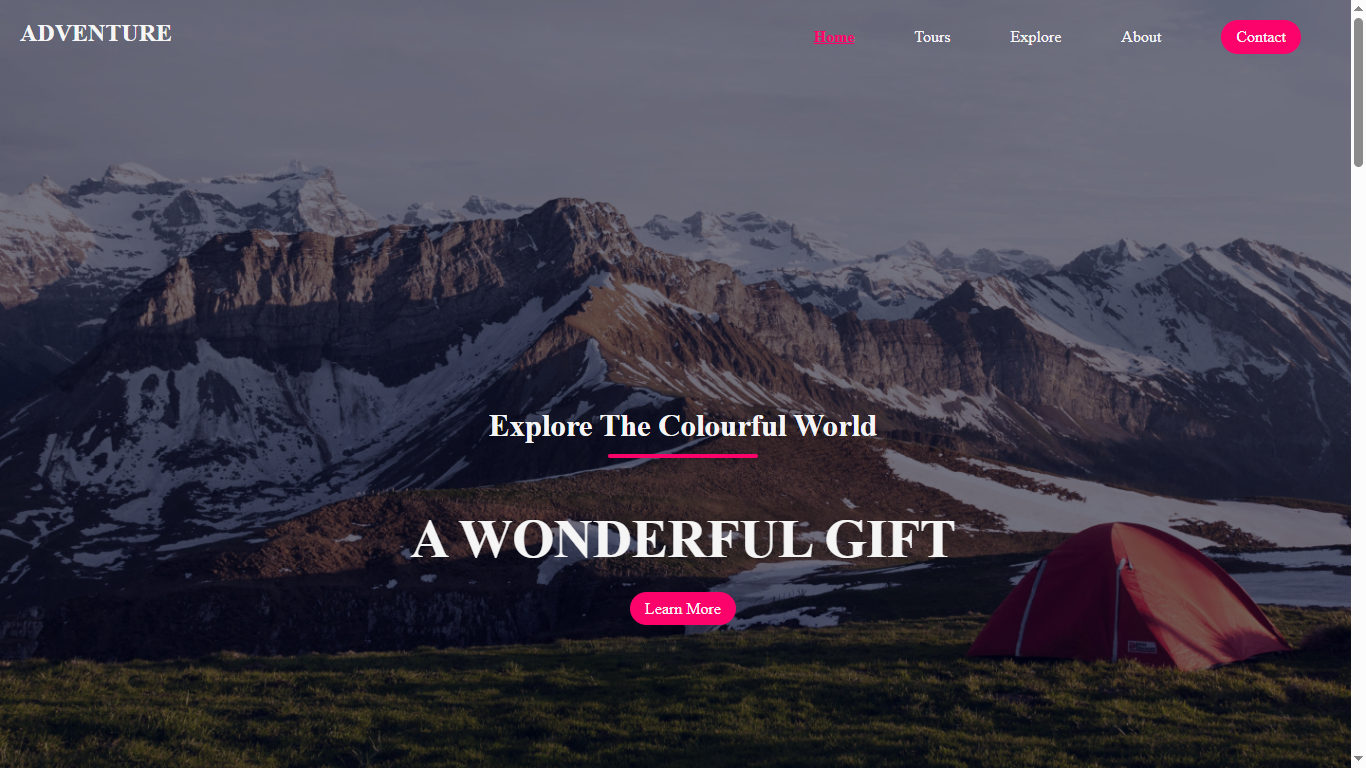 ADVENTURE
Home Tours Explore About Contact
Explore The Colourful World
A WONDERFUL GIFT
Learn More